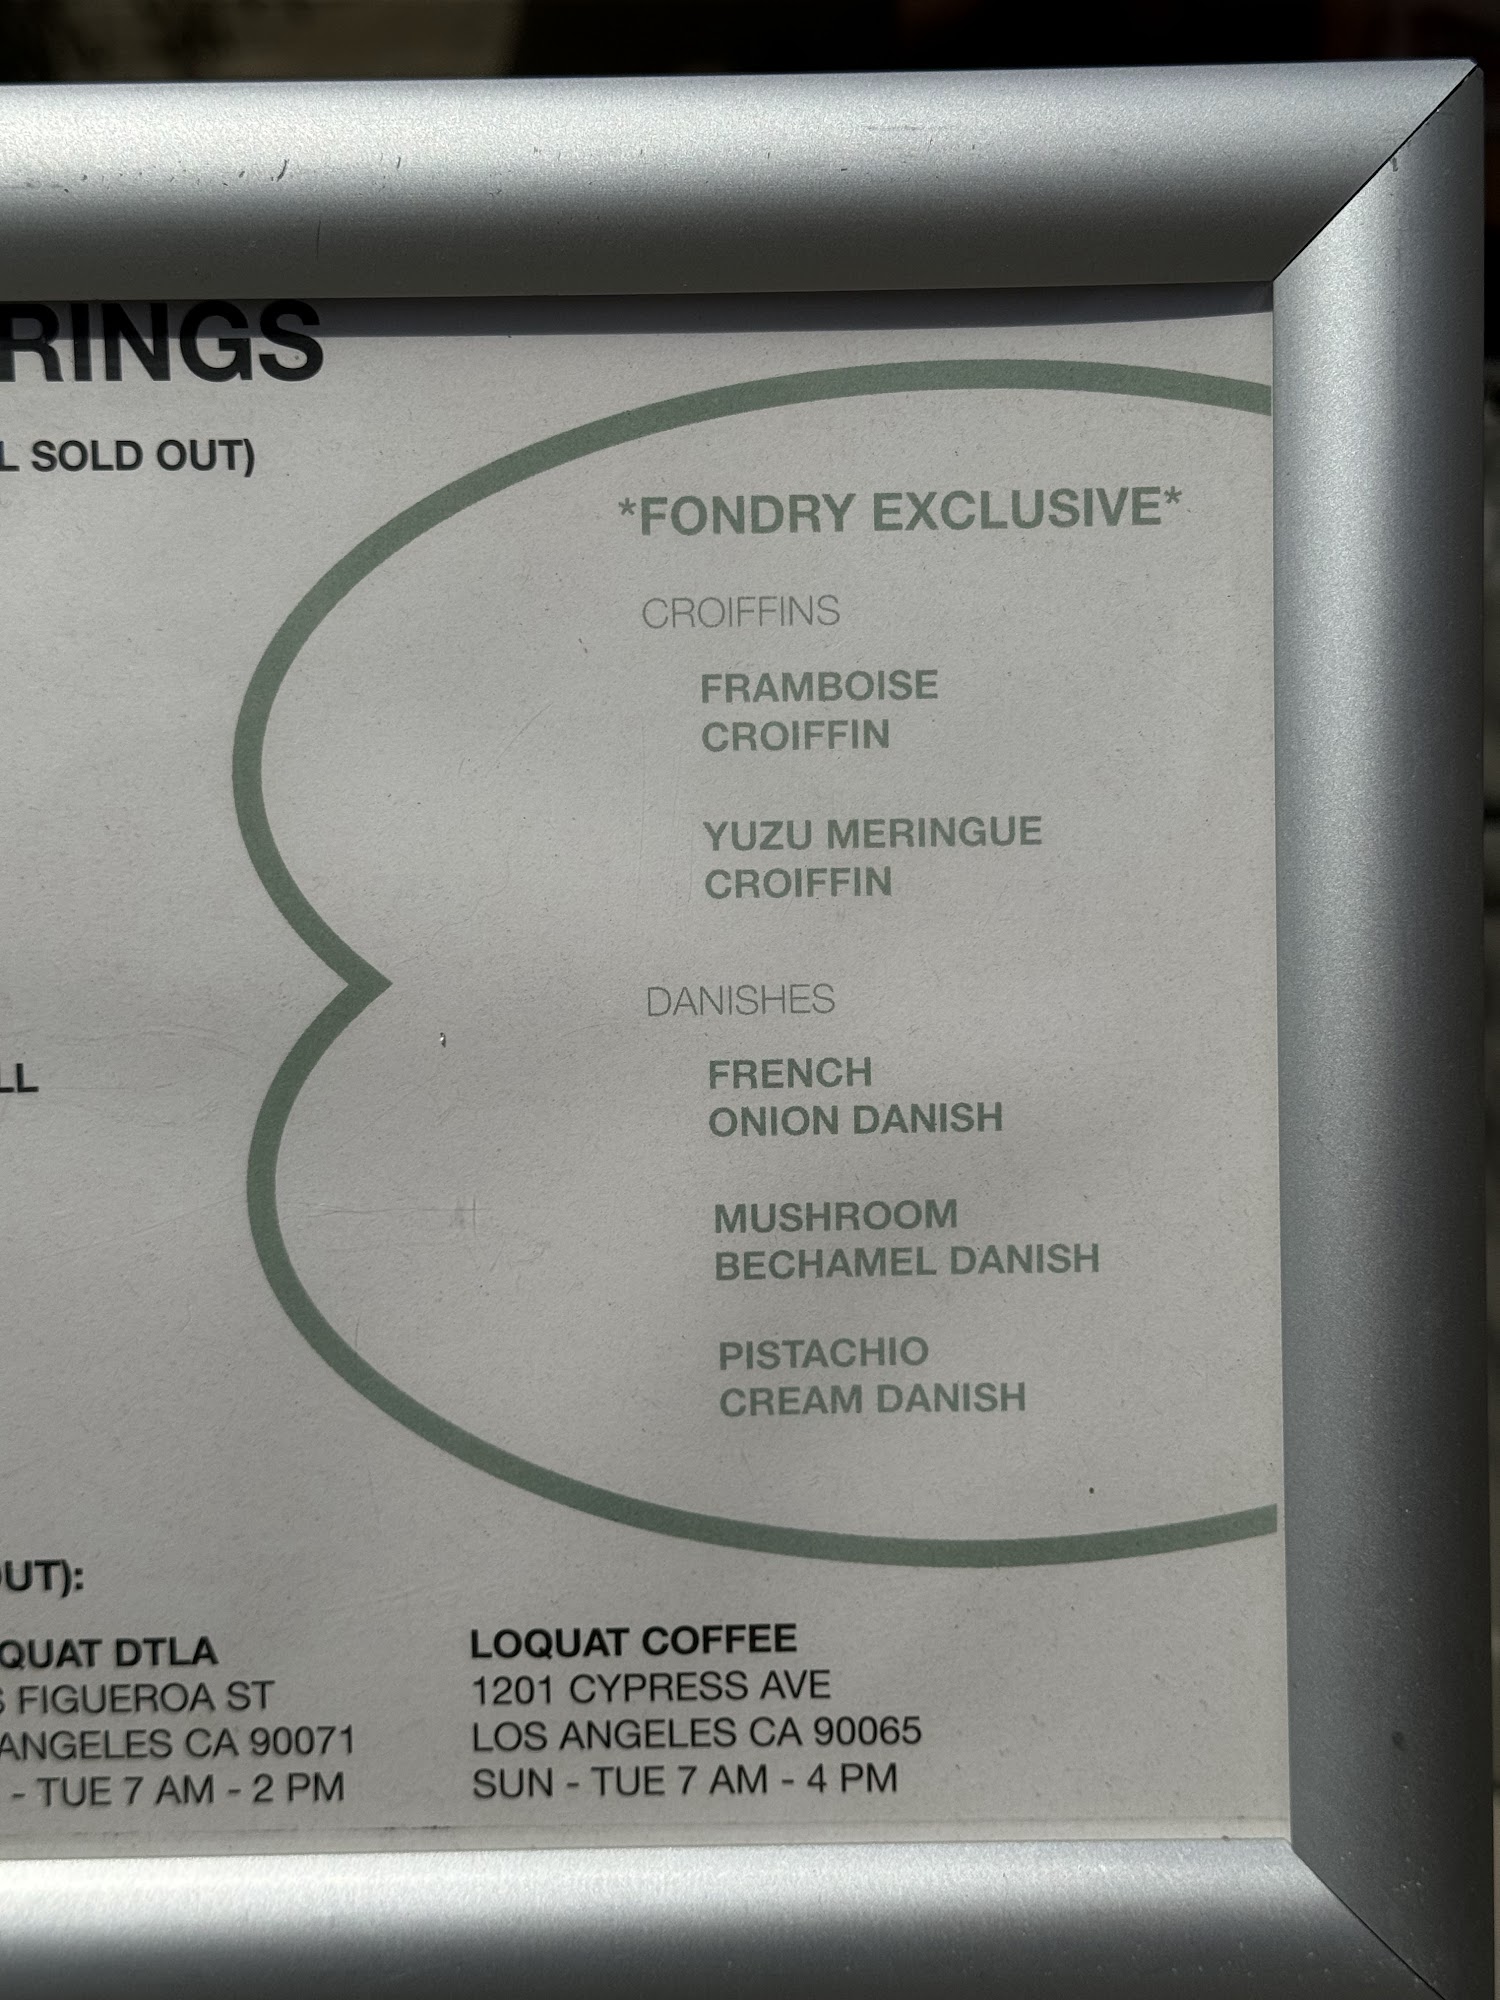 RINGS
L SOLD OUT)
*FONDRY EXCLUSIVE*
CROIFFINS
FRAMBOISE
CROIFFIN
YUZU MERINGUE
CROIFFIN
DANISHES
FRENCH
ONION DANISH
LL
MUSHROOM
BECHAMEL DANISH
PISTACHIO
CREAM DANISH
OUT):
QUAT DTLA
S FIGUEROA ST
ANGELES CA 90071
- TUE 7 AM - 2 PM
LOQUAT COFFEE
1201 CYPRESS AVE
LOS ANGELES CA 90065
SUN - TUE 7 AM - 4 PM